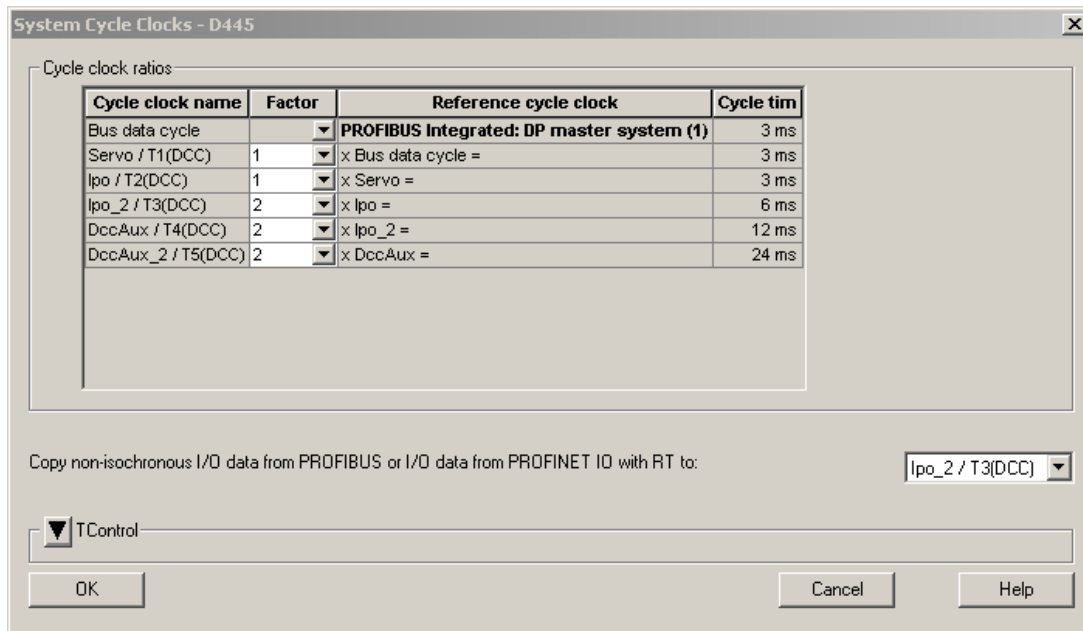 System Cycle Clocks - D445
Cycle clock ratios
Cycle clock name Factor Reference cycle clock Cycle tim
Bus data cycle PROFIBUS Integrated: DP master system (1) 3 ms
Servo / T1(DCC) 1 x Bus data cycle = 3 ms
Ipo / T2(DCC) 1 x Servo = 3 ms
Ipo_2 / T3(DCC) 2 x Ipo = 6 ms
DccAux / T4(DCC) 2 x Ipo_2 = 12 ms
DccAux_2 / T5(DCC) 2 x DccAux = 24 ms
Copy non-isochronous I/O data from PROFIBUS or I/O data from PROFINET IO with RT to: Ipo_2 / T3(DCC)
TControl
OK Cancel Help